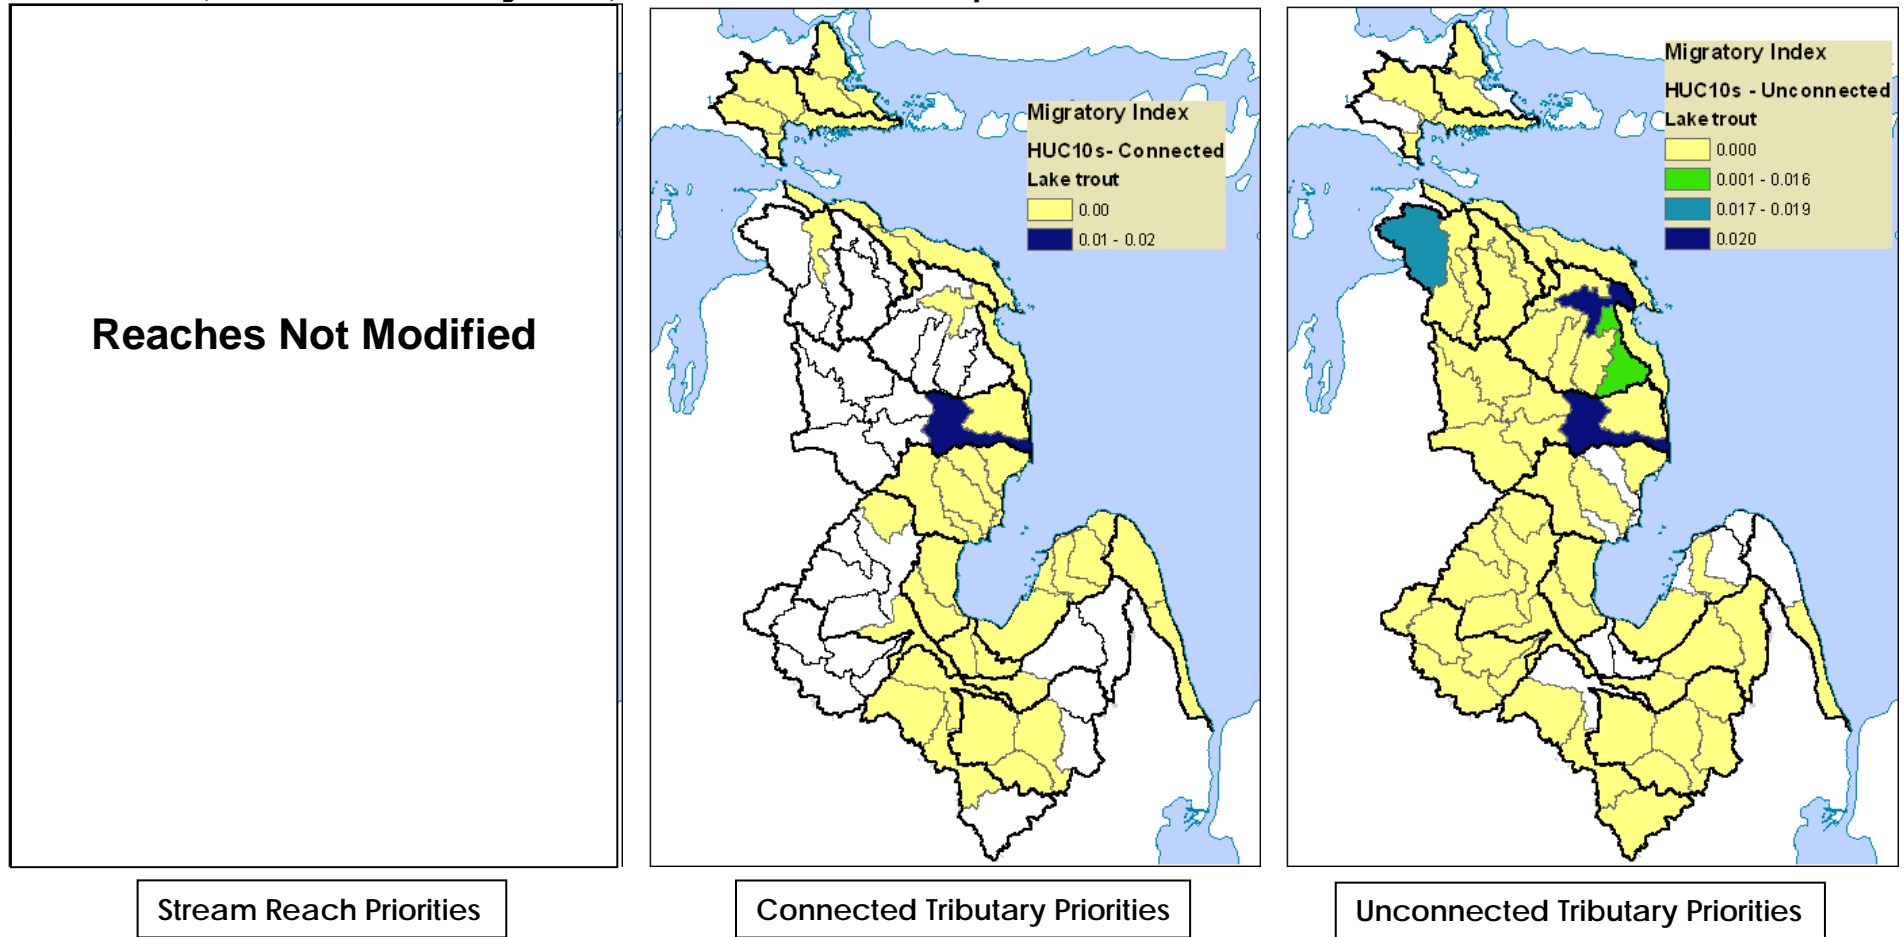 Reaches Not Modified
Stream Reach Priorities
Migratory Index
HUC10s- Connected
Lake trout
0.00
0.01 - 0.02
Connected Tributary Priorities
Migratory Index
HUC10s - Unconnected
Lake trout
0.000
0.001 - 0.016
0.017 - 0.019
0.020
Unconnected Tributary Priorities